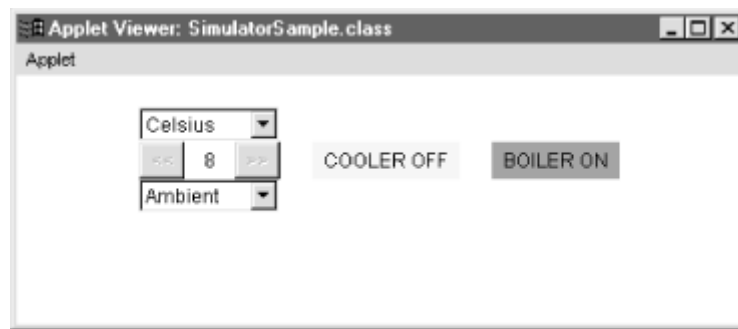 Applet Viewer: SimulatorSample.class
Applet
Celsius
<< 8 >> COOLER OFF BOILER ON
Ambient